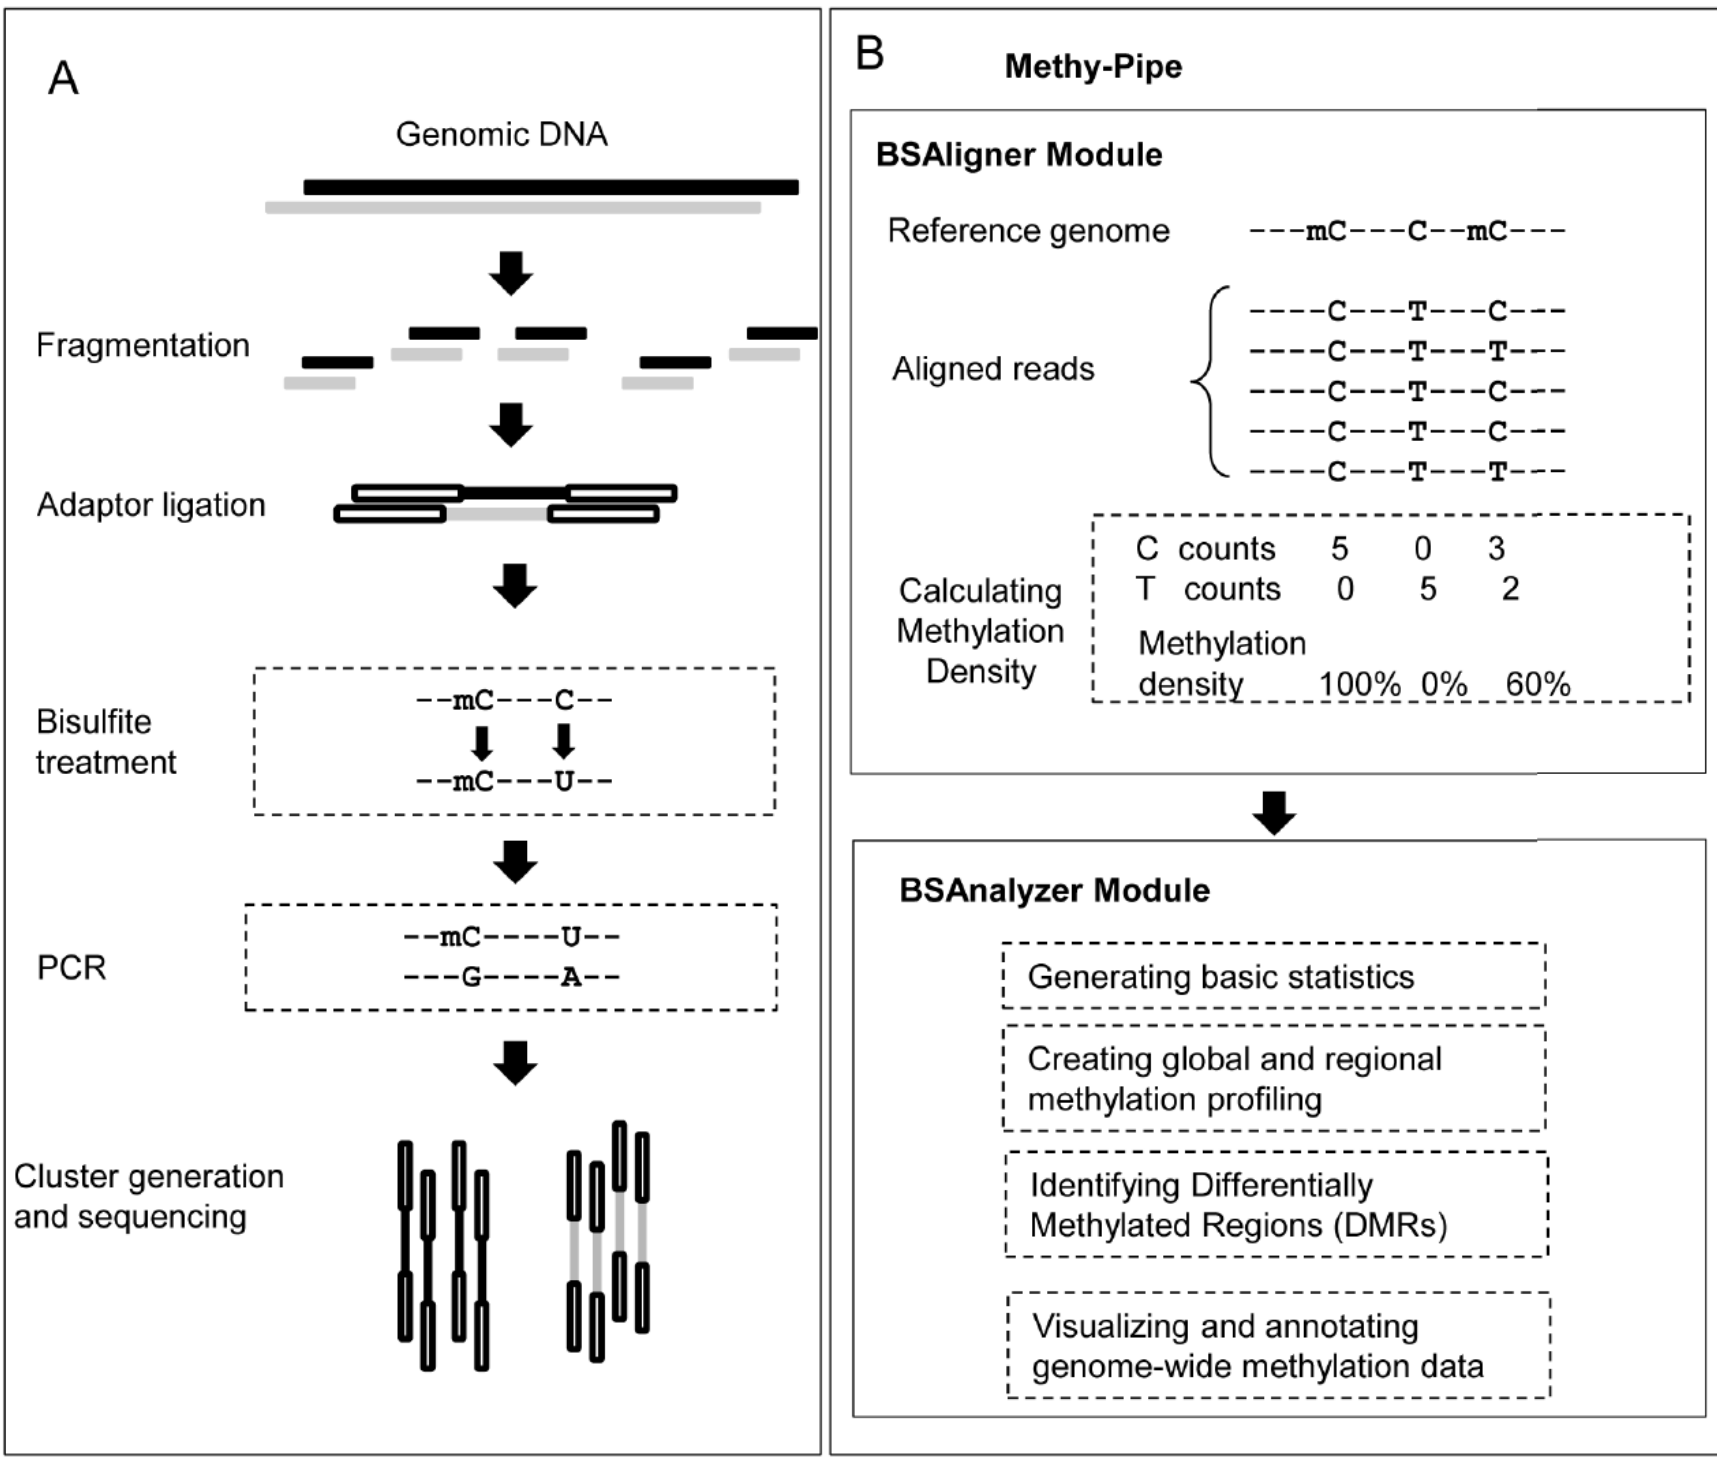 A
Genomic DNA
Fragmentation
Adaptor ligation
Bisulfite
treatment
--mC---C--
--mC---U--
PCR
--mC----U--
---G----A--
Cluster generation
and sequencing
B
Methy-Pipe
BSAligner Module
Reference genome
---mC---C--mC---
Aligned reads
----C---T---C---
----C---T---T---
----C---T---C---
----C---T---C---
----C---T---T---
Calculating
Methylation
Density
C counts 5 0 3
T counts 0 5 2
Methylation
density 100% 0% 60%
BSAnalyzer Module
Generating basic statistics
Creating global and regional
methylation profiling
Identifying Differentially
Methylated Regions (DMRs)
Visualizing and annotating
genome-wide methylation data